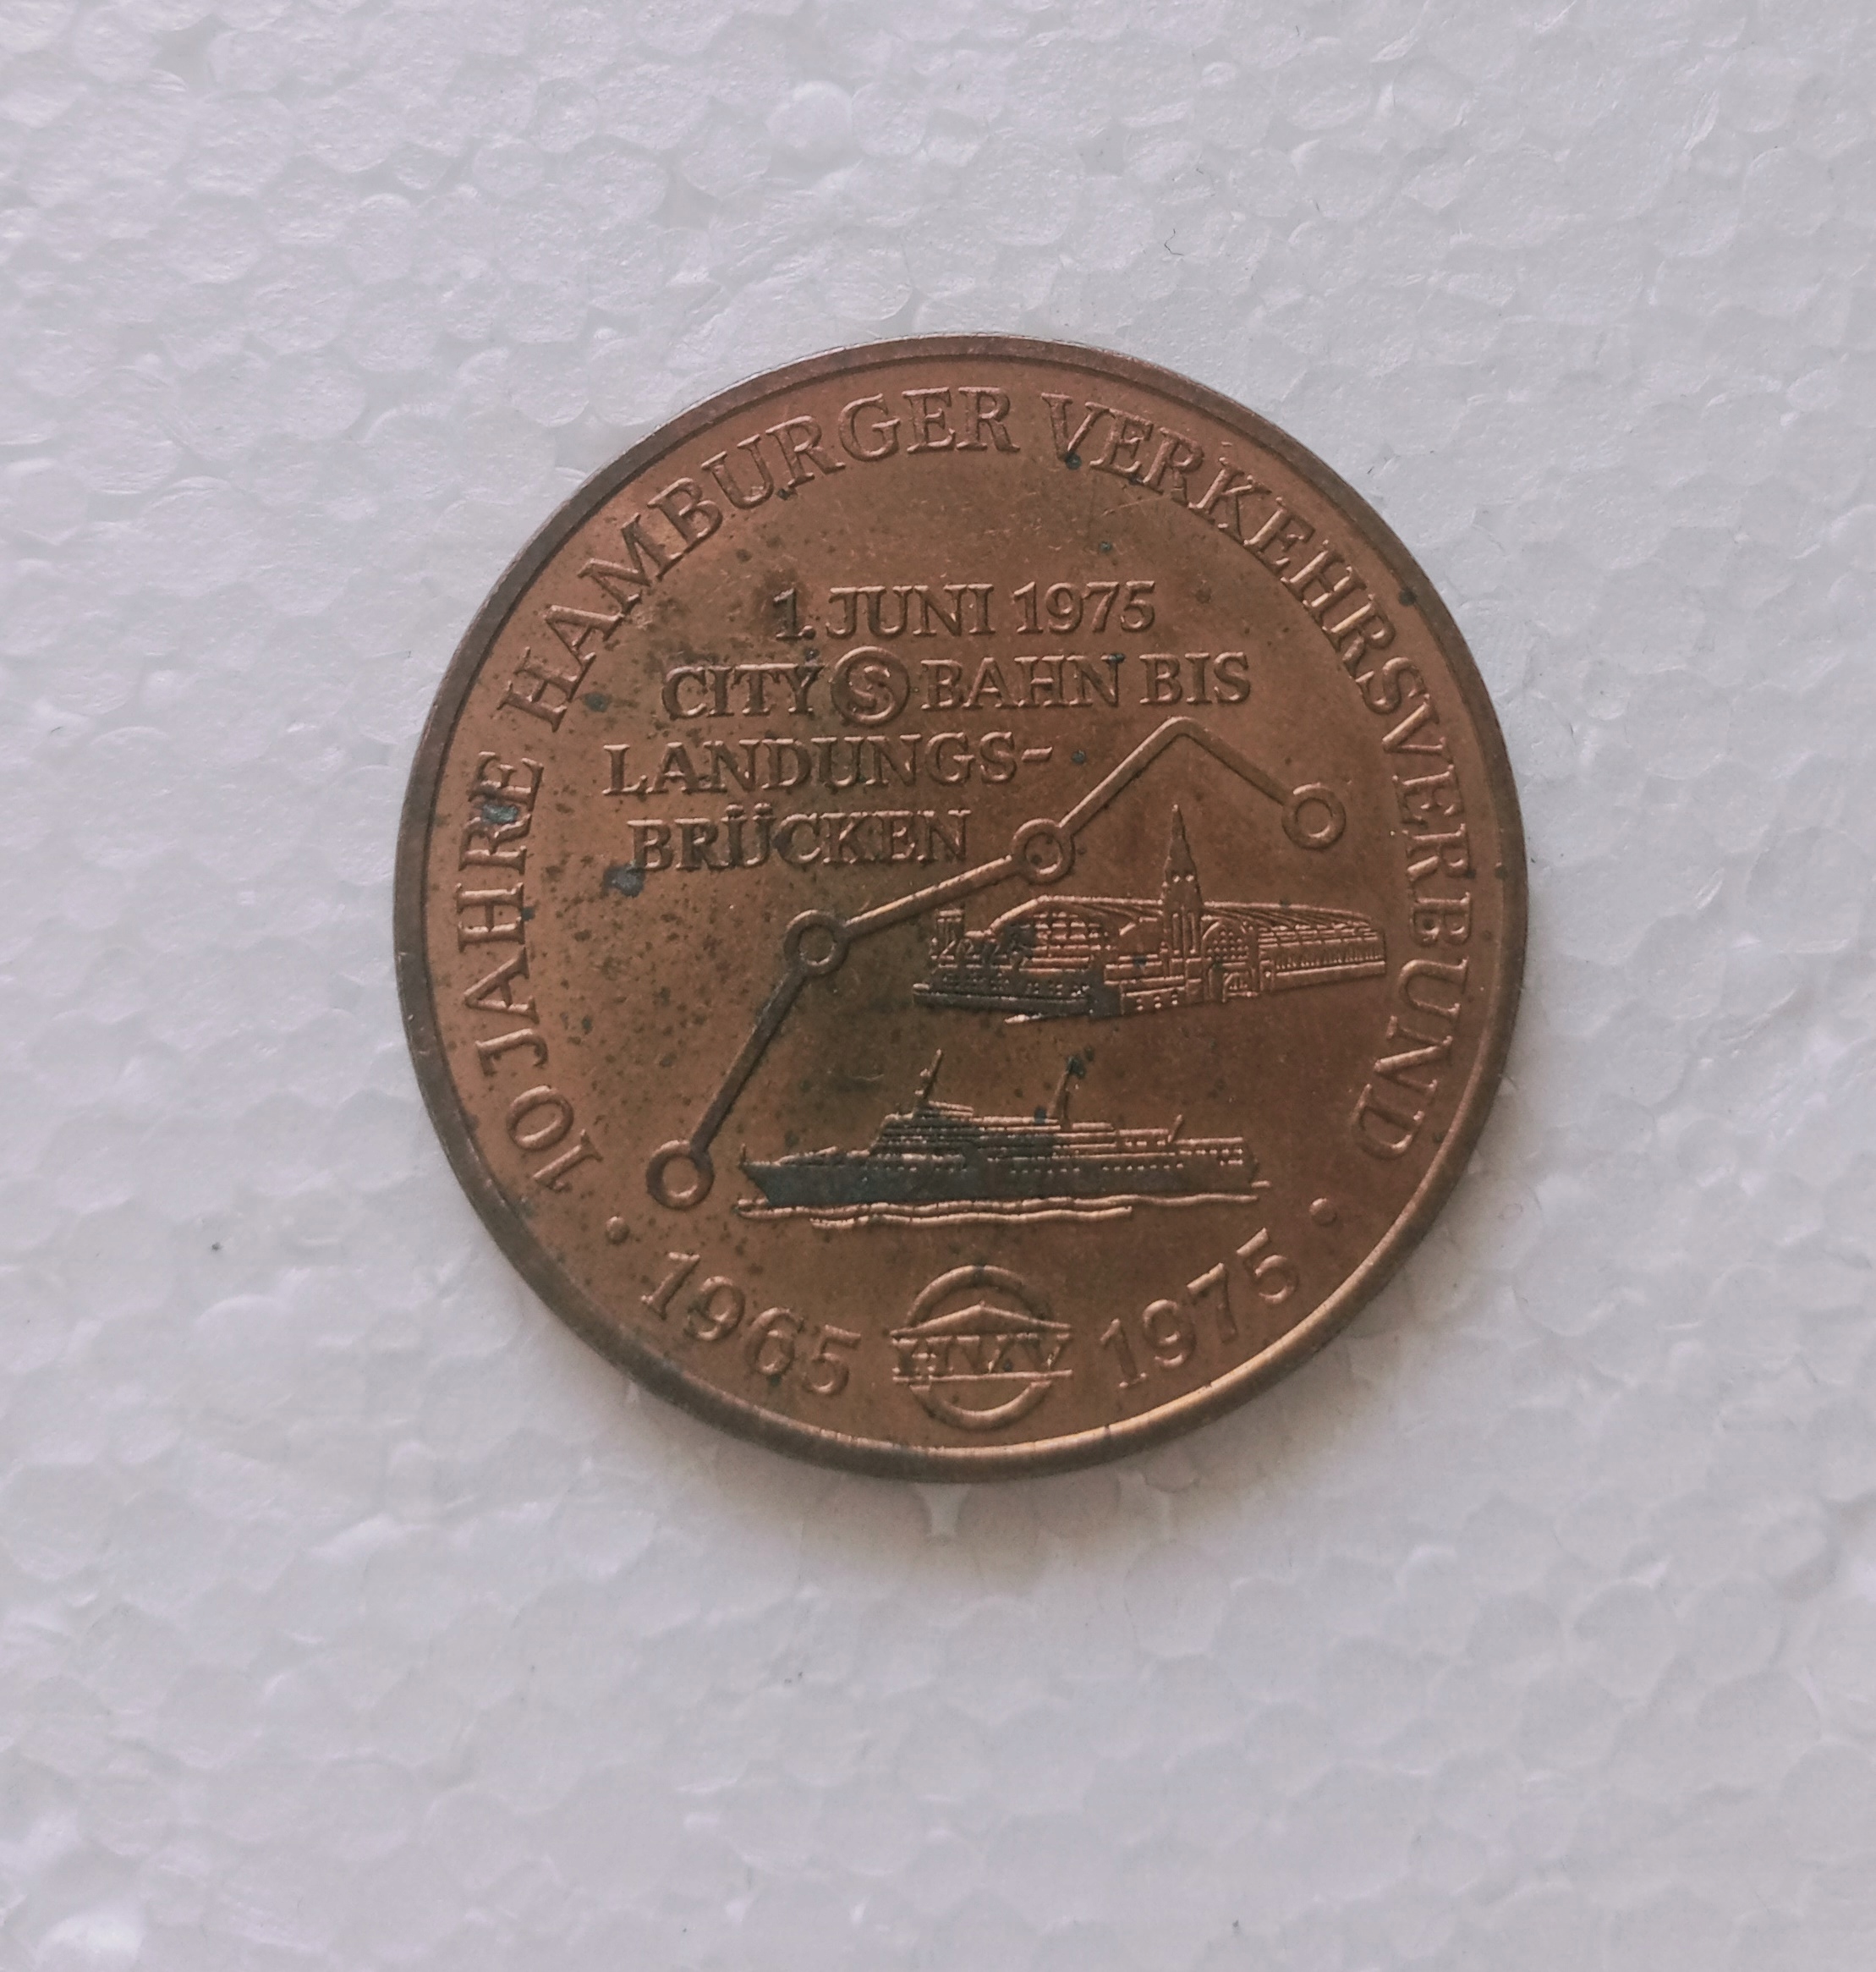 10 JAHRE HAMBURGER VERKEHRSVERBUND
1. JUNI 1975
CITY S BAHN BIS
LANDUNGS-
BRÜCKEN
· 1965
HVV
1975 ·